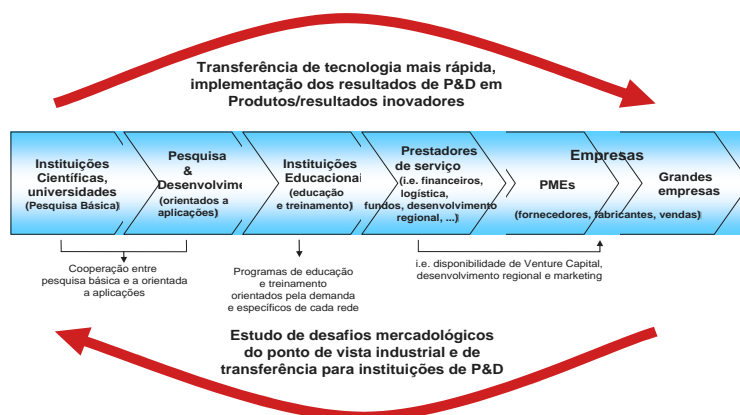 Transferência de tecnologia mais rápida,
implementação dos resultados de P&D em
Produtos/resultados inovadores
Instituições
Científicas,
universidades
(Pesquisa Básica)
Pesquisa
&
Desenvolvime
(orientados a
aplicações)
Instituições
Educacionai
(educação
e treinamento)
Prestadores
de serviço
(i.e. financeiros,
logística,
fundos, desenvolvimento
regional, ...)
Empresas
PMEs
Grandes
empresas
(fornecedores, fabricantes, vendas)
Cooperação entre
pesquisa básica e a orientada
a aplicações
Programas de educação
e treinamento
orientados pela demanda
e específicos de cada rede
i.e. disponibilidade de Venture Capital,
desenvolvimento regional e marketing
Estudo de desafios mercadológicos
do ponto de vista industrial e de
transferência para instituições de P&D